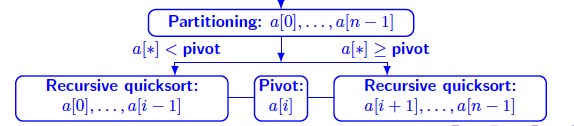 Partitioning: a[0], . . . , a[n − 1]
a[∗] < pivot
a[∗] ≥ pivot
Recursive quicksort:
a[0], . . . , a[i − 1]
Pivot:
a[i]
Recursive quicksort:
a[i + 1], . . . , a[n − 1]